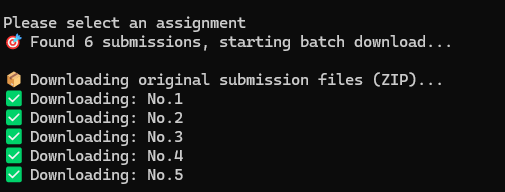 Please select an assignment
🎯 Found 6 submissions, starting batch download...
📦 Downloading original submission files (ZIP)...
✅ Downloading: No.1
✅ Downloading: No.2
✅ Downloading: No.3
✅ Downloading: No.4
✅ Downloading: No.5